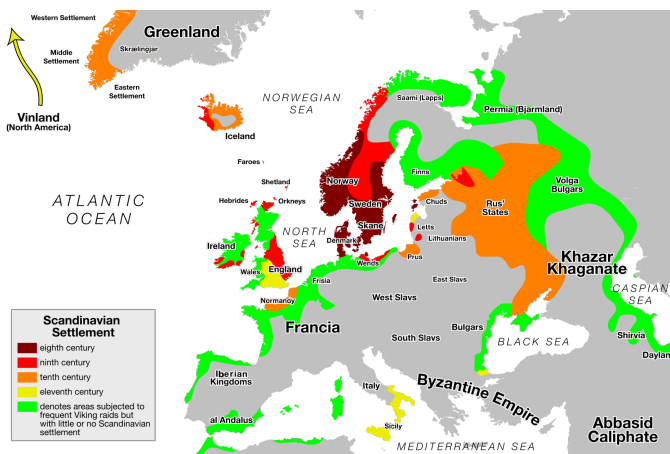 Western Settlement
Greenland
Skrælingjar
Middle
Settlement
Eastern
Settlement
Vinland
(North America)
NORWEGIAN
SEA
Saami (Lapps)
Permia (Bjarmland)
Iceland
Faroes
Finns
Volga
Bulgars
Norway
Shetland
Sweden
Chuds
Rus'
States
ATLANTIC
OCEAN
Hebrides
Orkneys
Skane
NORTH
SEA
Letts
Denmark
Lithuanians
Ireland
Khazar
Khaganate
Wends
Prus
Wales
England
Frisia
East Slavs
CASPIAN
SEA
Normandy
West Slavs
Francia
Bulgars
BLACK SEA
Shirvia
South Slavs
Daylam
Iberian
Kingdoms
Italy
Byzantine Empire
al Andalus
Sicily
Abbasid
Caliphate
MEDITERRANEAN SEA
Scandinavian
Settlement
eighth century
ninth century
tenth century
eleventh century
denotes areas subjected to
frequent Viking raids but
with little or no Scandinavian
settlement